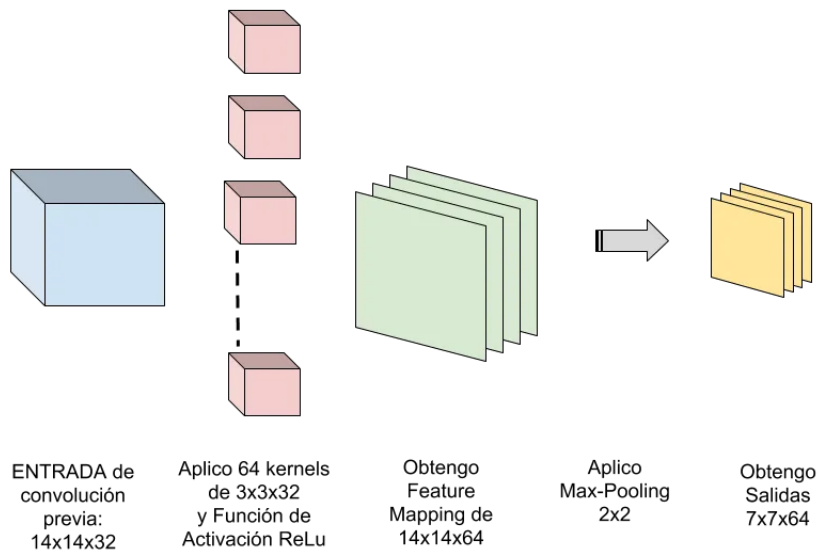 ENTRADA de
convolución
previa:
14x14x32
Aplico 64 kernels
de 3x3x32
y Función de
Activación ReLu
Obtengo
Feature
Mapping de
14x14x64
Aplico
Max-Pooling
2x2
Obtengo
Salidas
7x7x64